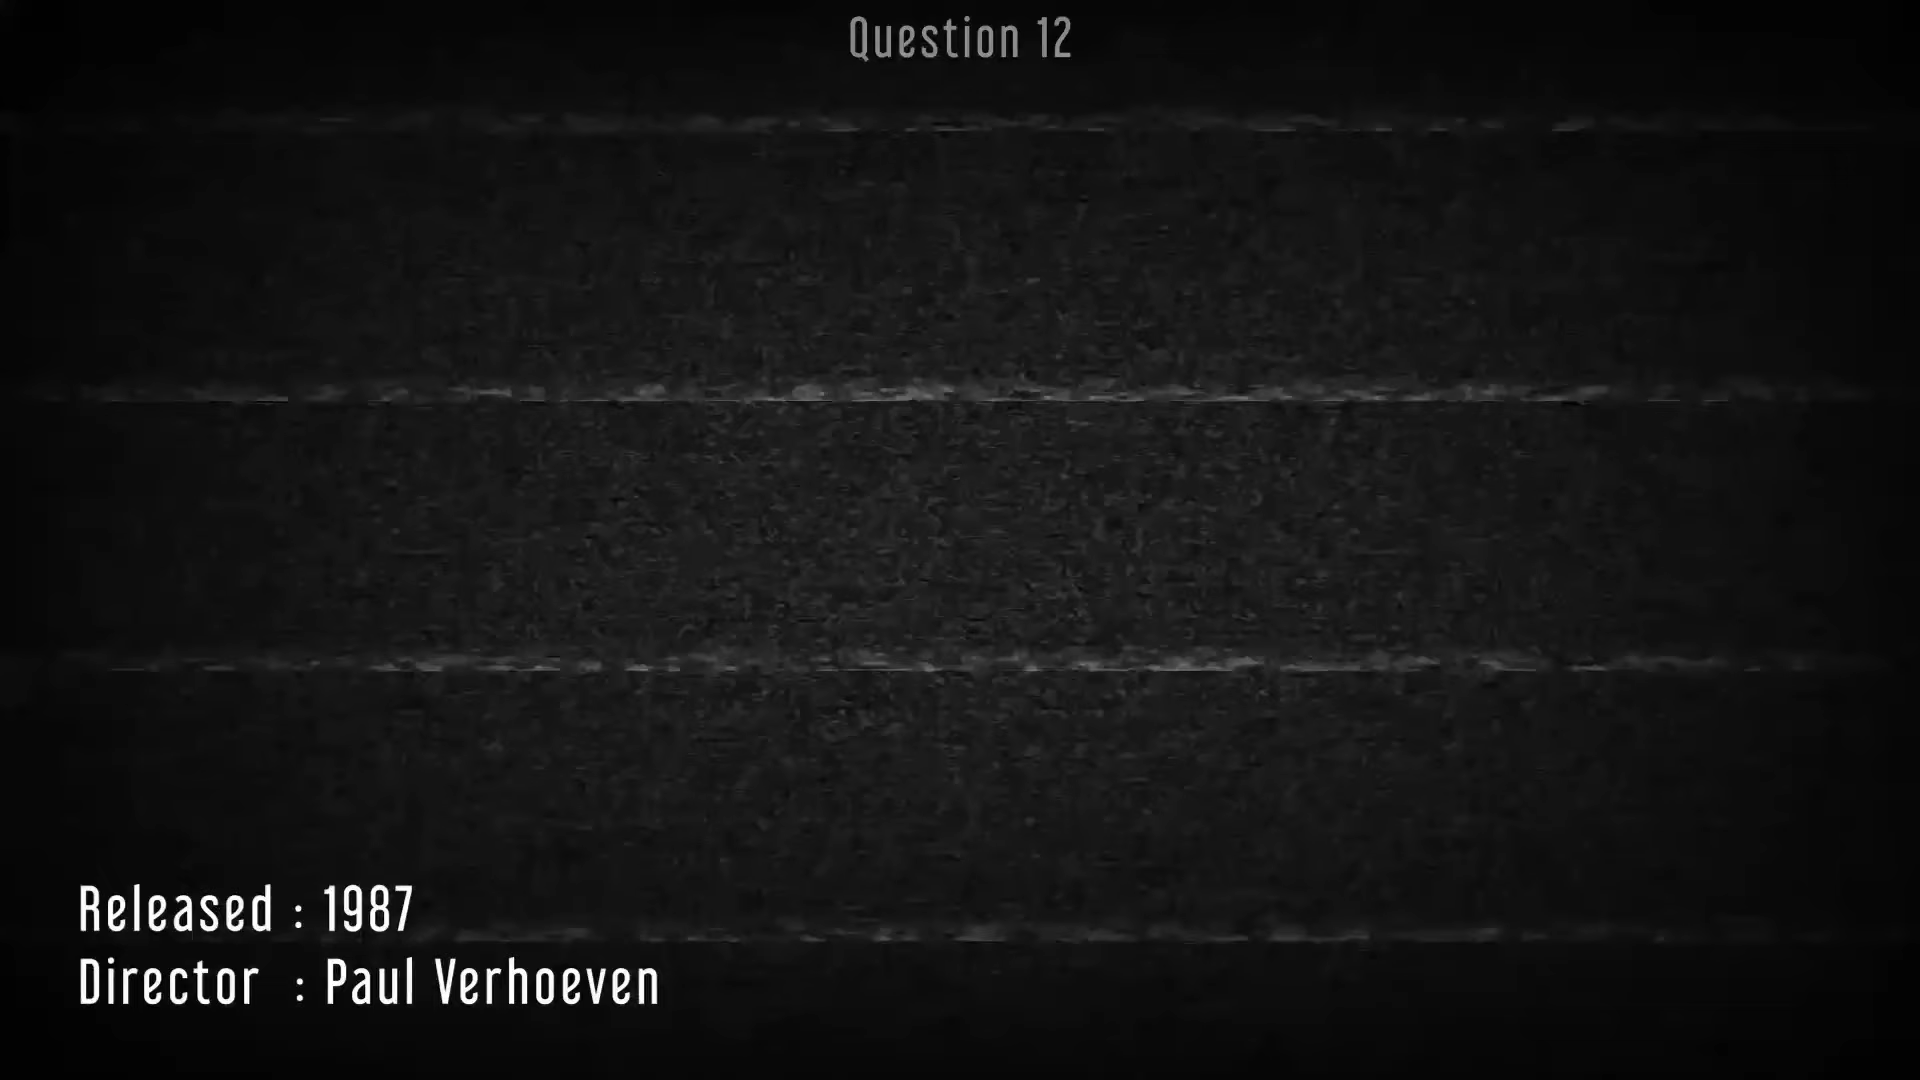 Question 12
Released : 1987
Director : Paul Verhoeven